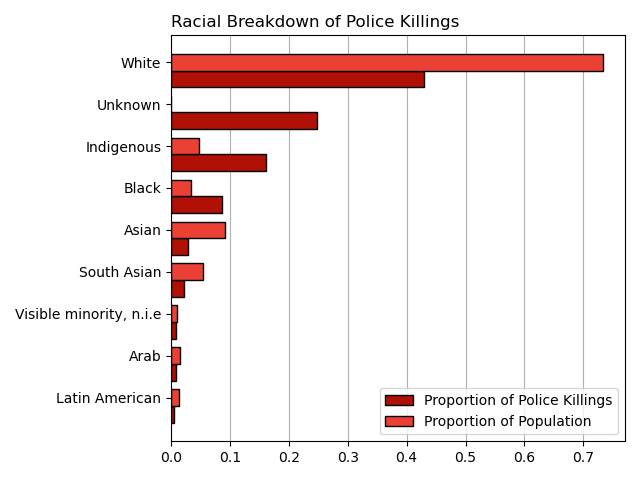 Racial Breakdown of Police Killings
White
Unknown
Indigenous
Black
Asian
South Asian
Visible minority, n.i.e
Arab
Latin American
Proportion of Police Killings
Proportion of Population
0.0 0.1 0.2 0.3 0.4 0.5 0.6 0.7